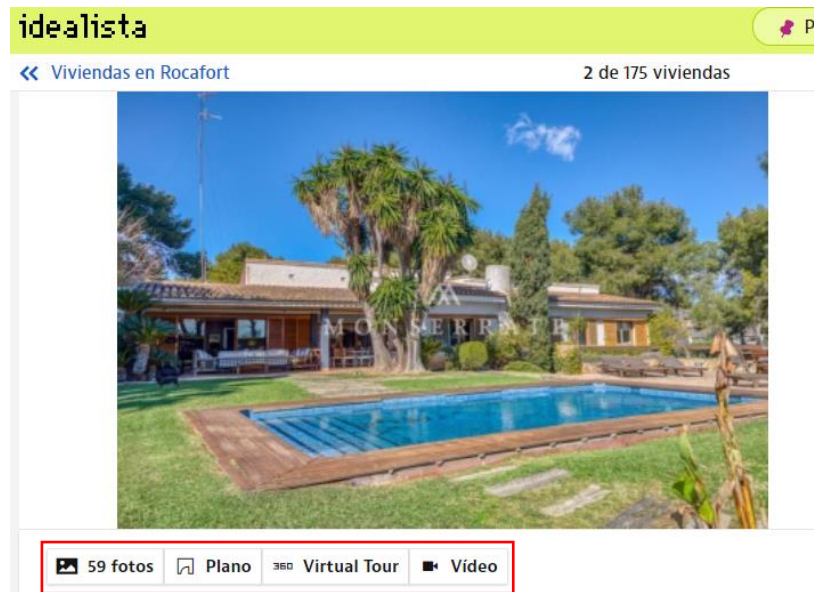 idealista
P
Viviendas en Rocafort
2 de 175 viviendas
MONSERRATE
59 fotos
Plano
360 Virtual Tour
Vídeo